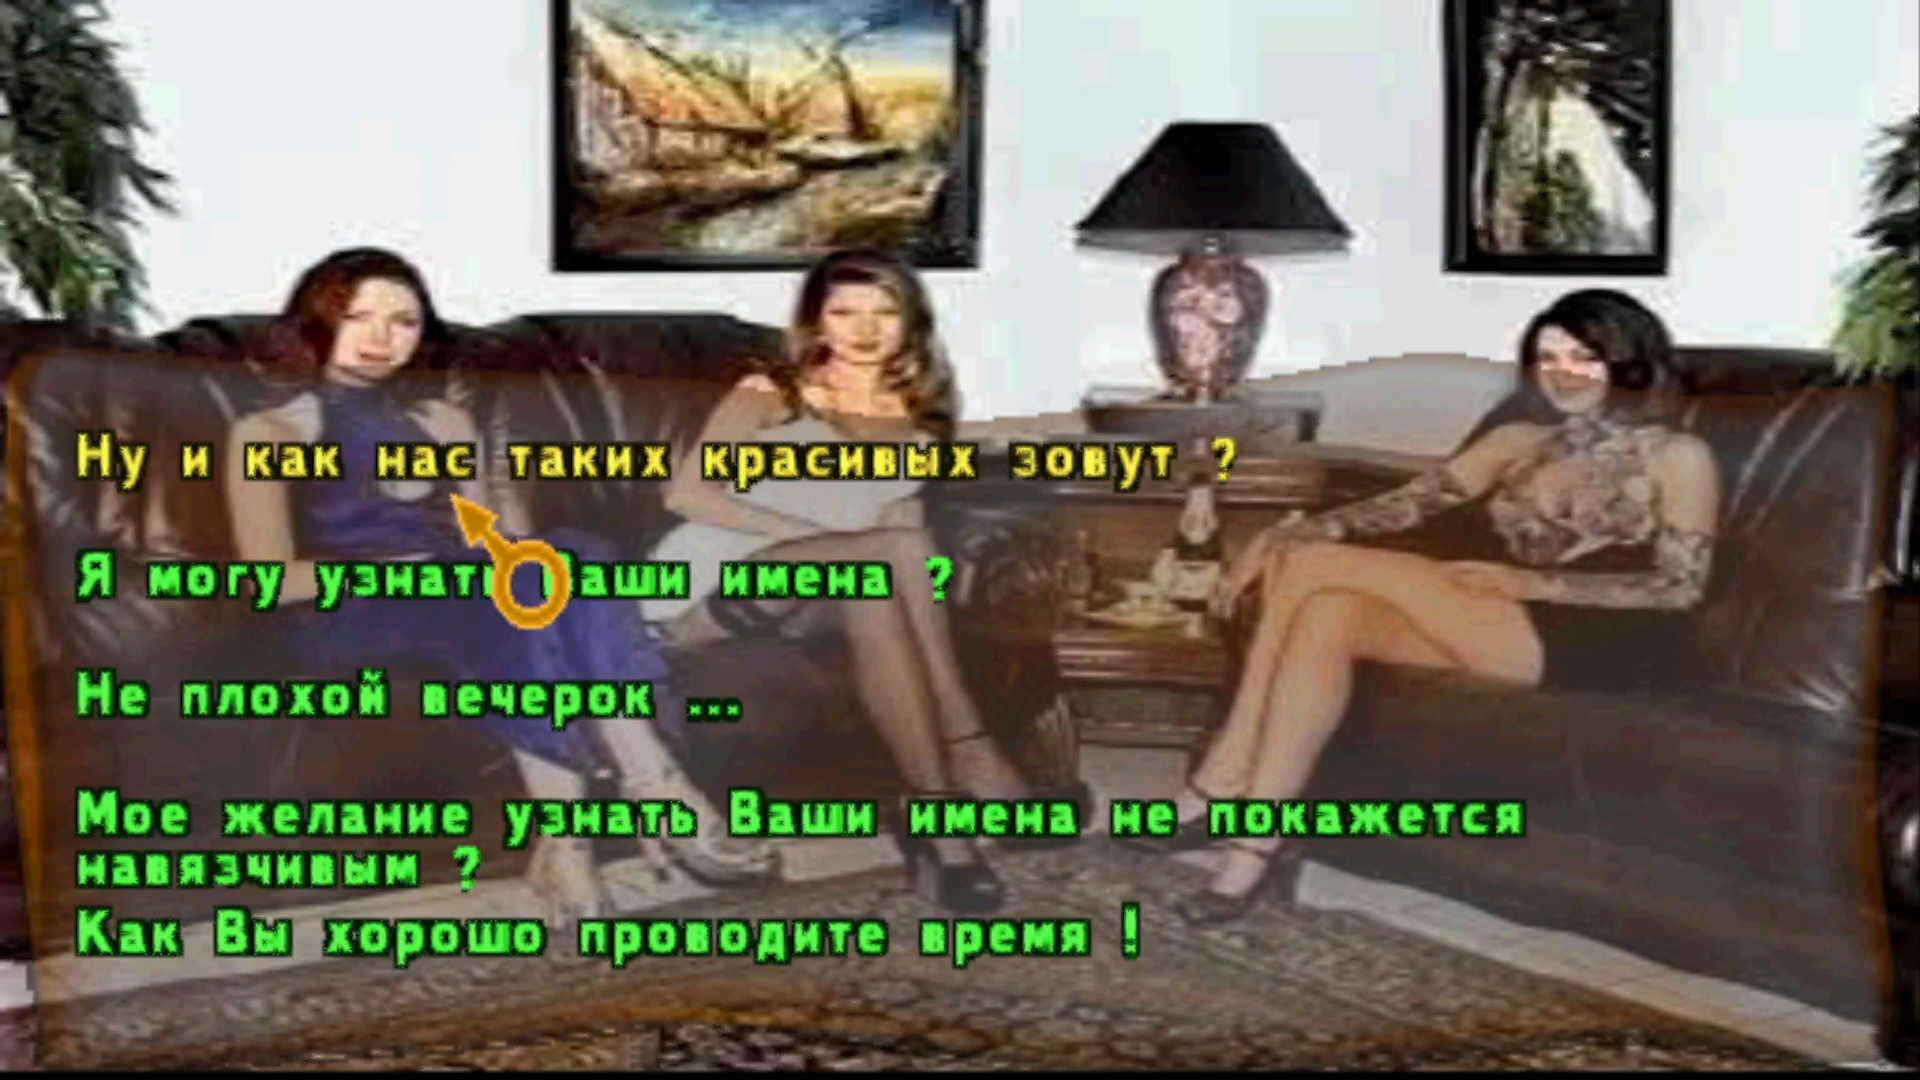 Ну и как нас таких красивых зовут ?
Я могу узнать Ваши имена ?
Не плохой вечерок ...
Мое желание узнать Ваши имена не покажется
навязчивым ?
Как Вы хорошо проводите время !